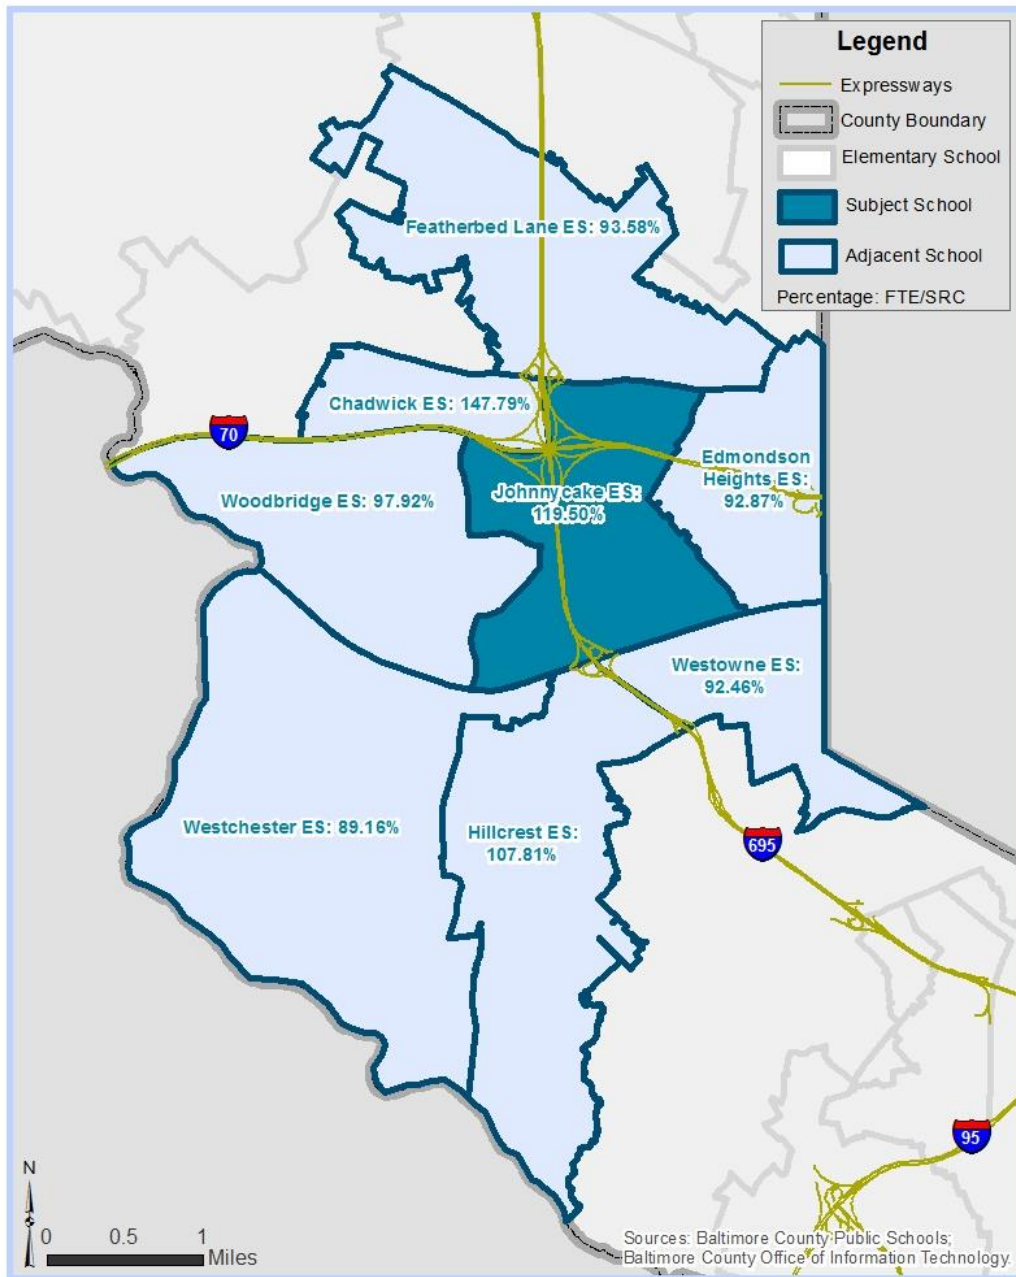 Legend
Expressways
County Boundary
Elementary School
Subject School
Adjacent School
Percentage: FTE/SRC
Featherbed Lane ES: 93.58%
Chadwick ES: 147.79%
70
Edmondson
Heights ES:
92.87%
Woodbridge ES: 97.92%
Johnnycake ES:
119.50%
Westowne ES:
92.46%
Westchester ES: 89.16%
Hillcrest ES:
107.81%
695
95
N
0 0.5 1
Miles
Sources: Baltimore County Public Schools;
Baltimore County Office of Information Technology.